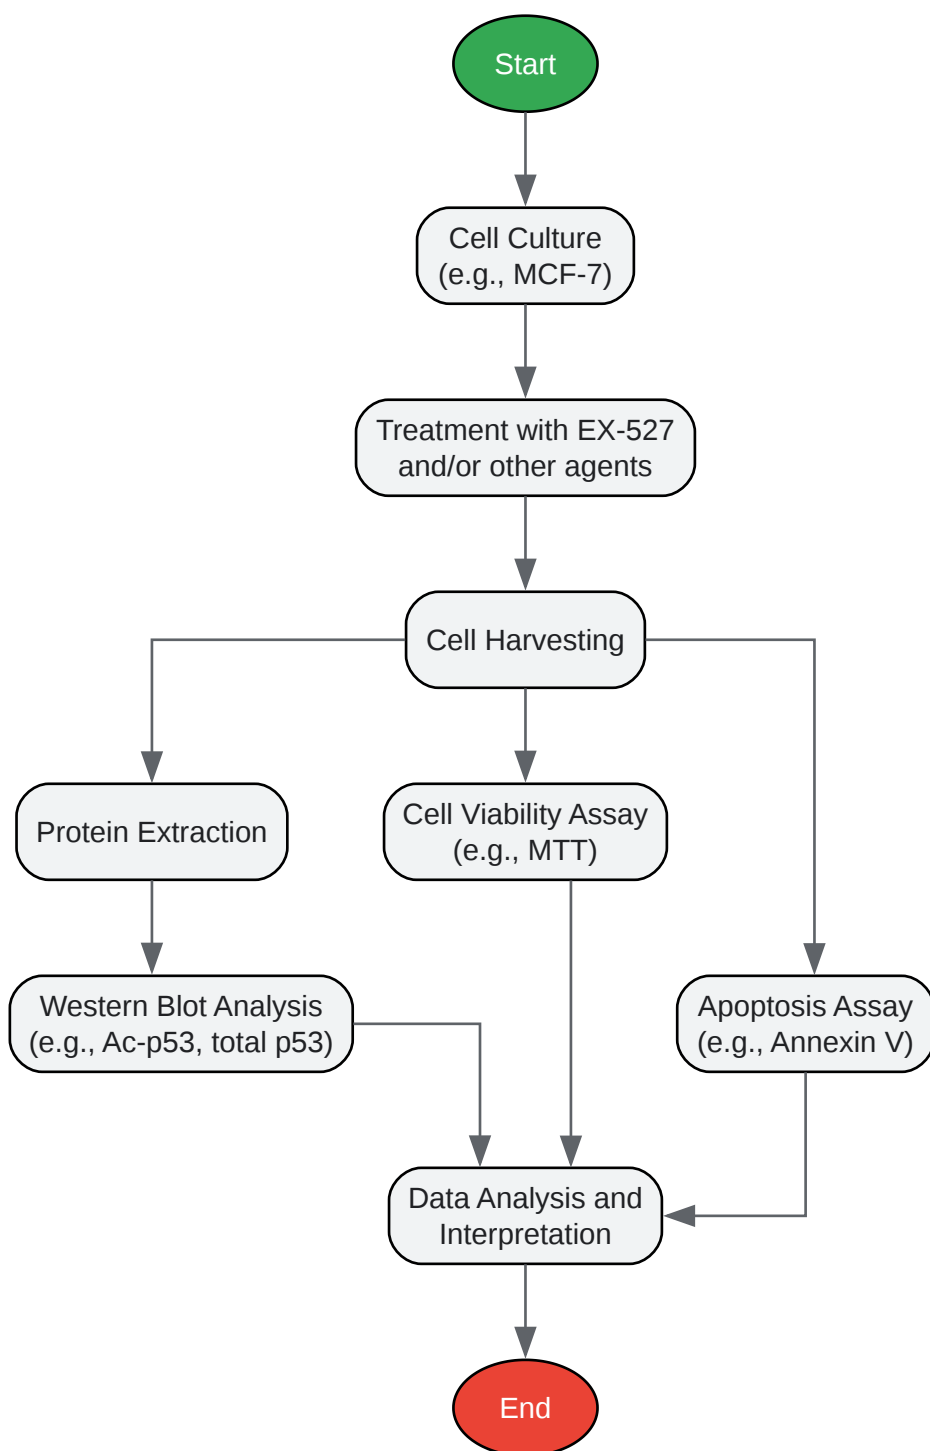 Start
Cell Culture
(e.g., MCF-7)
Treatment with EX-527
and/or other agents
Cell Harvesting
Protein Extraction
Cell Viability Assay
(e.g., MTT)
Western Blot Analysis
(e.g., Ac-p53, total p53)
Apoptosis Assay
(e.g., Annexin V)
Data Analysis and
Interpretation
End